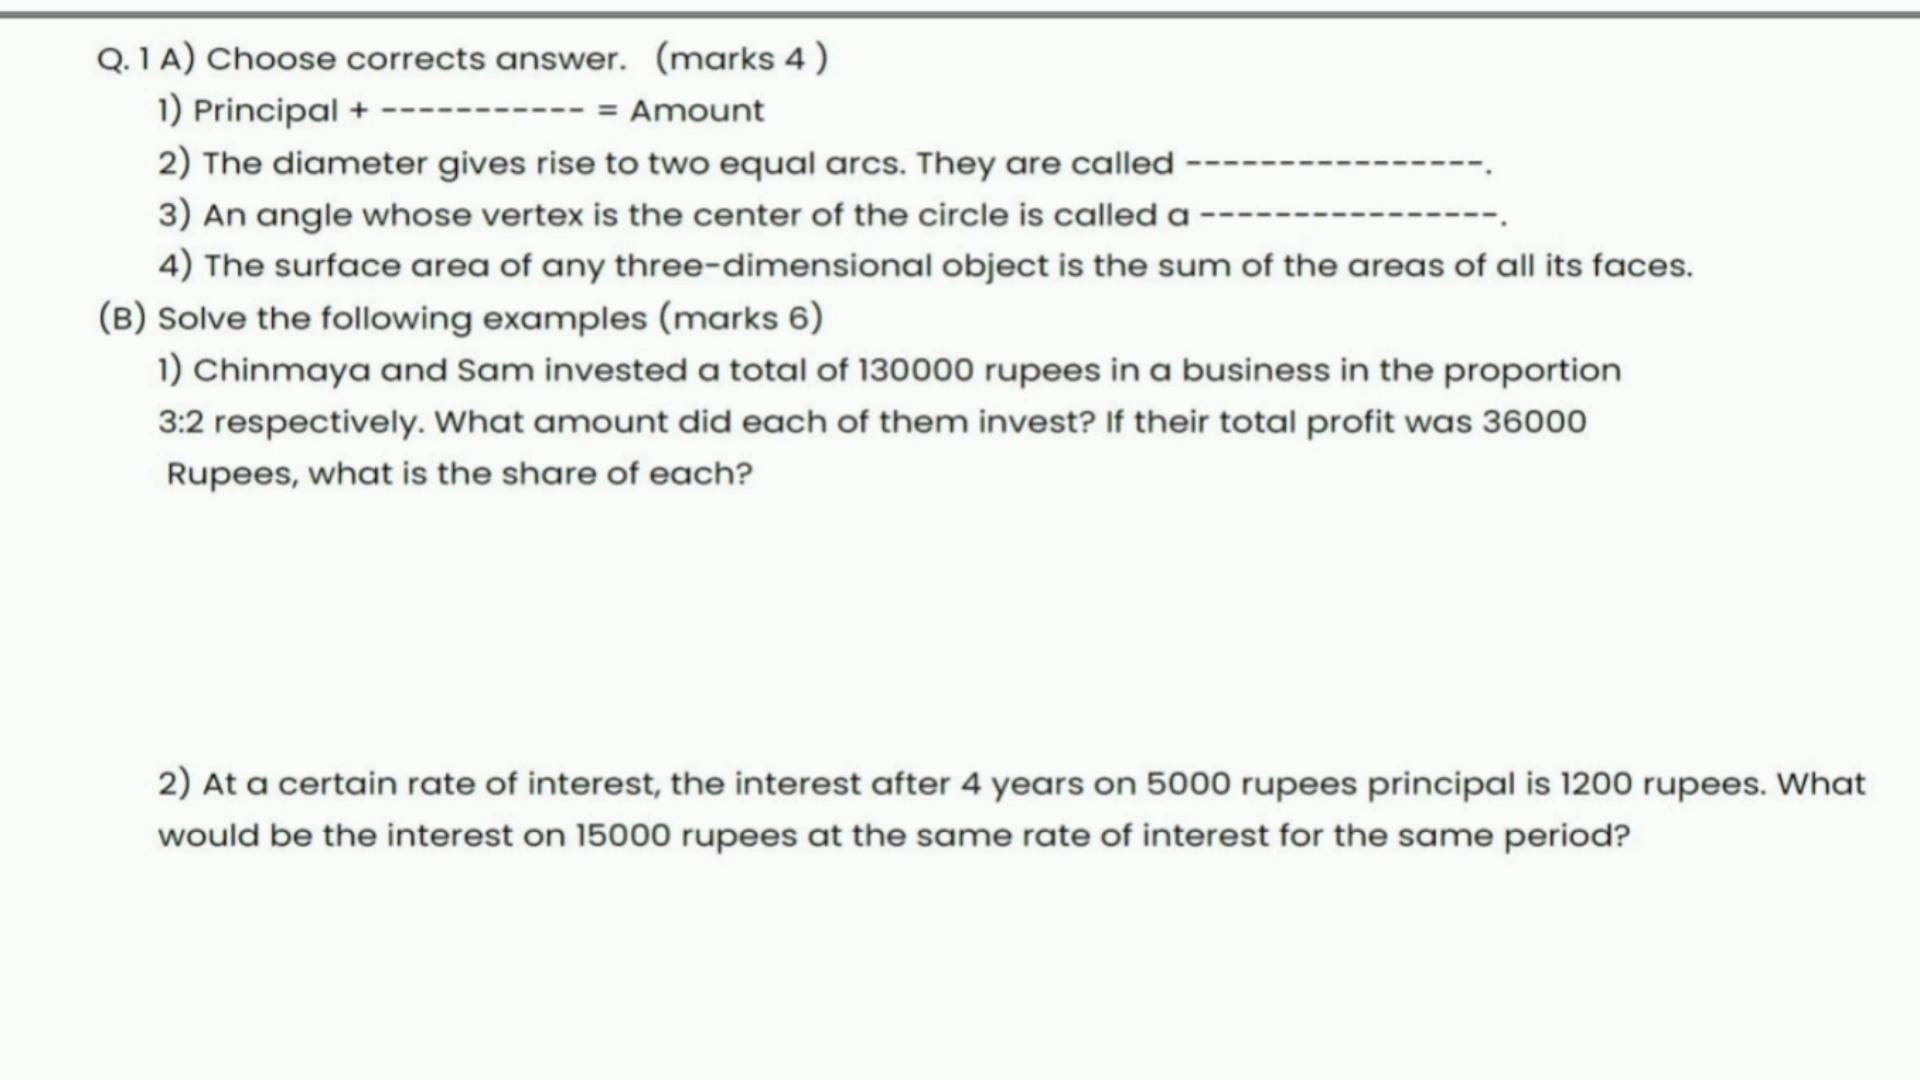 Q. 1 A) Choose corrects answer. (marks 4 )
1) Principal + ----------- = Amount
2) The diameter gives rise to two equal arcs. They are called ----------------.
3) An angle whose vertex is the center of the circle is called a ----------------.
4) The surface area of any three-dimensional object is the sum of the areas of all its faces.
(B) Solve the following examples (marks 6)
1) Chinmaya and Sam invested a total of 130000 rupees in a business in the proportion
3:2 respectively. What amount did each of them invest? If their total profit was 36000
Rupees, what is the share of each?
2) At a certain rate of interest, the interest after 4 years on 5000 rupees principal is 1200 rupees. What
would be the interest on 15000 rupees at the same rate of interest for the same period?